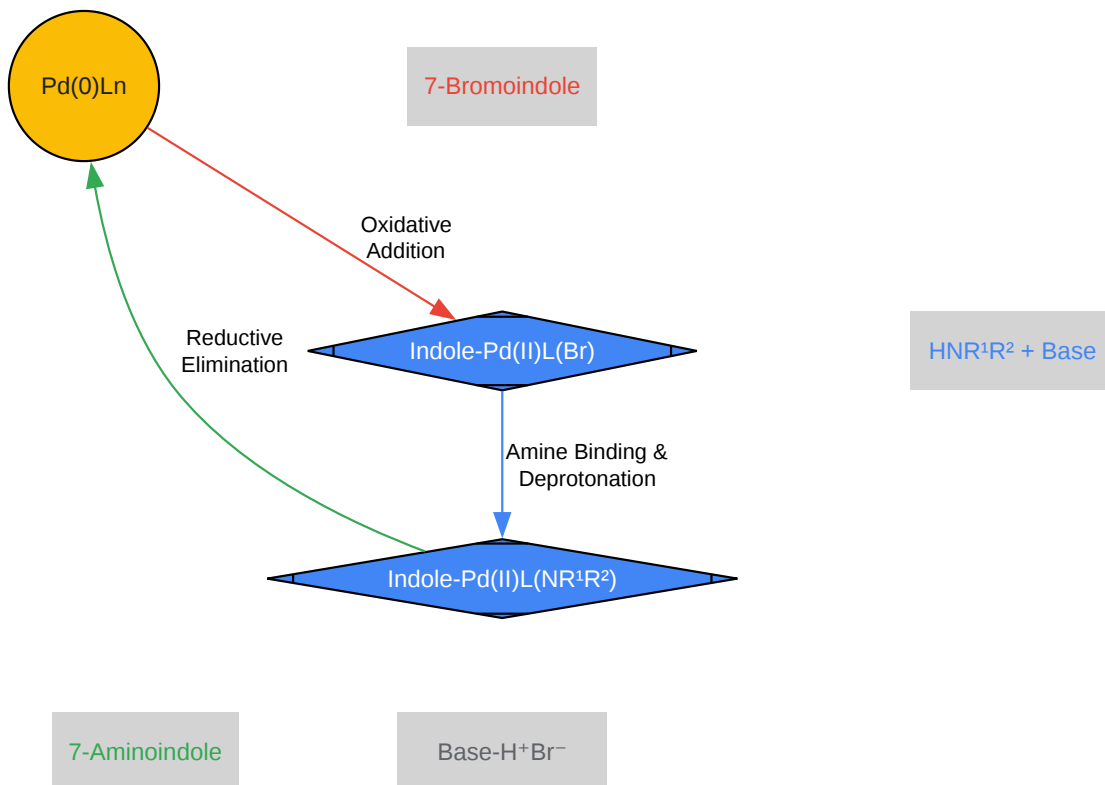 Pd(0)Ln
7-Bromoindole
Oxidative
Addition
Reductive
Elimination
Indole-Pd(II)L(Br)
HNR¹R² + Base
Amine Binding &
Deprotonation
Indole-Pd(II)L(NR¹R²)
7-Aminoindole
Base-H⁺Br⁻